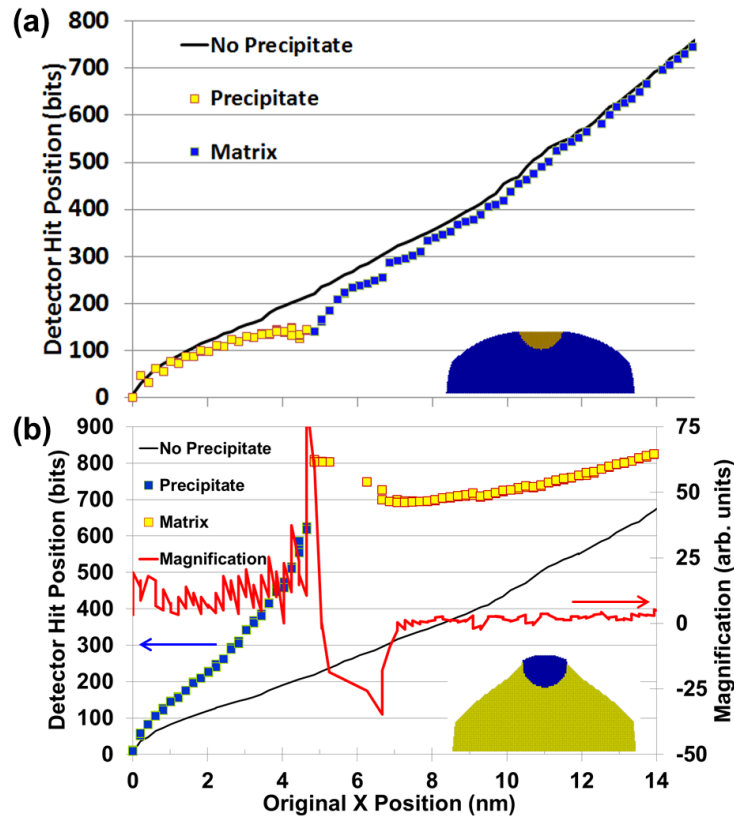 (a)
Detector Hit Position (bits)
800
700
600
500
400
300
200
100
0
No Precipitate
Precipitate
Matrix
(b)
Detector Hit Position (bits)
900
800
700
600
500
400
300
200
100
0
No Precipitate
Precipitate
Matrix
Magnification
75
50
25
0
-25
-50
Magnification (arb. units)
0 2 4 6 8 10 12 14
Original X Position (nm)